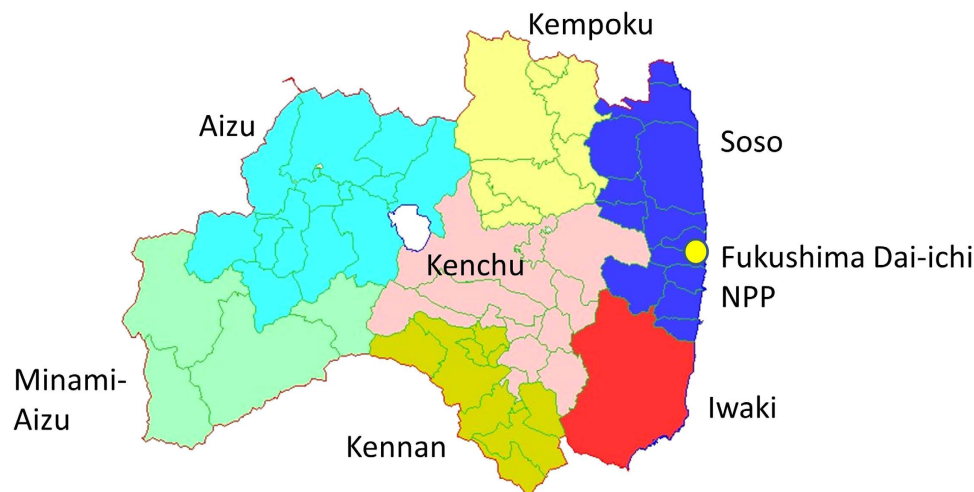 Kempoku
Aizu
Soso
Kenchu
Fukushima Dai-ichi
NPP
Minami-
Aizu
Iwaki
Kennan